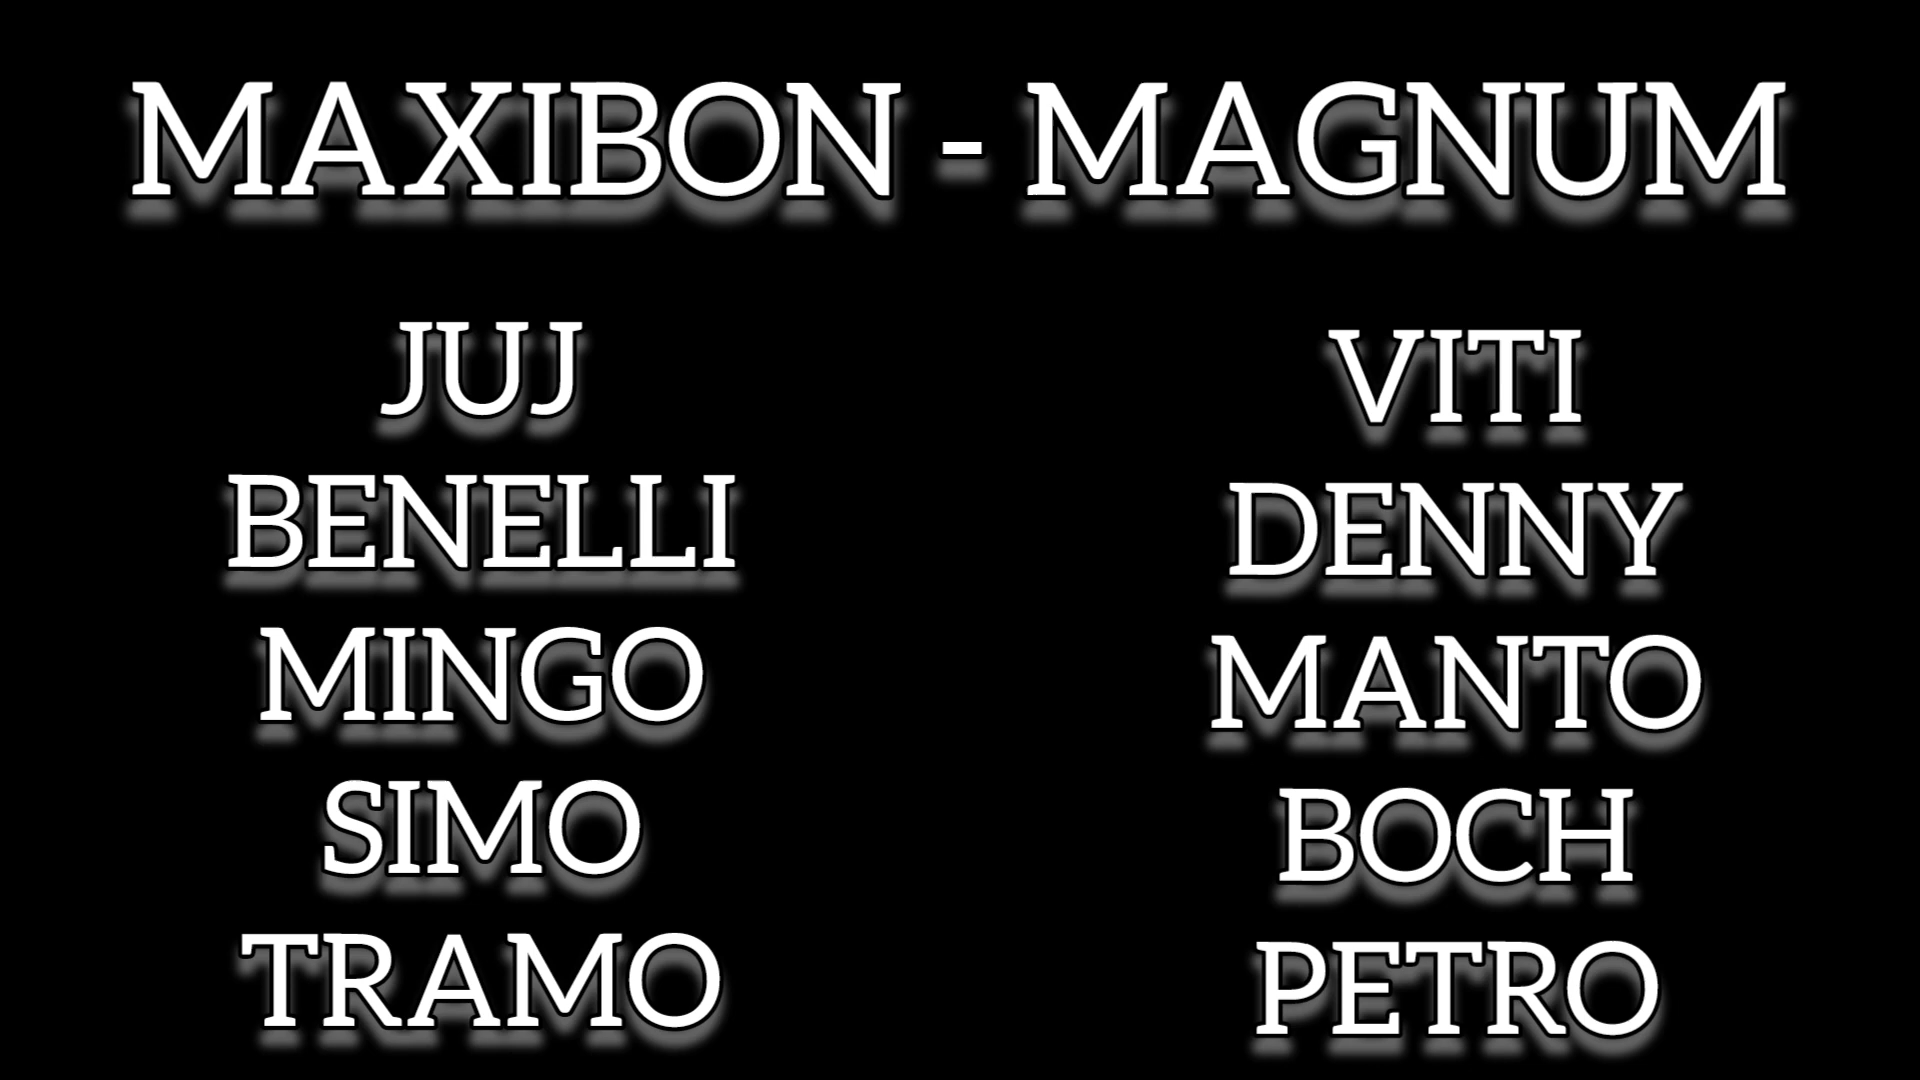 MAXIBON - MAGNUM
JUJ
BENELLI
MINGO
SIMO
TRAMO
VITI
DENNY
MANTO
BOCH
PETRO